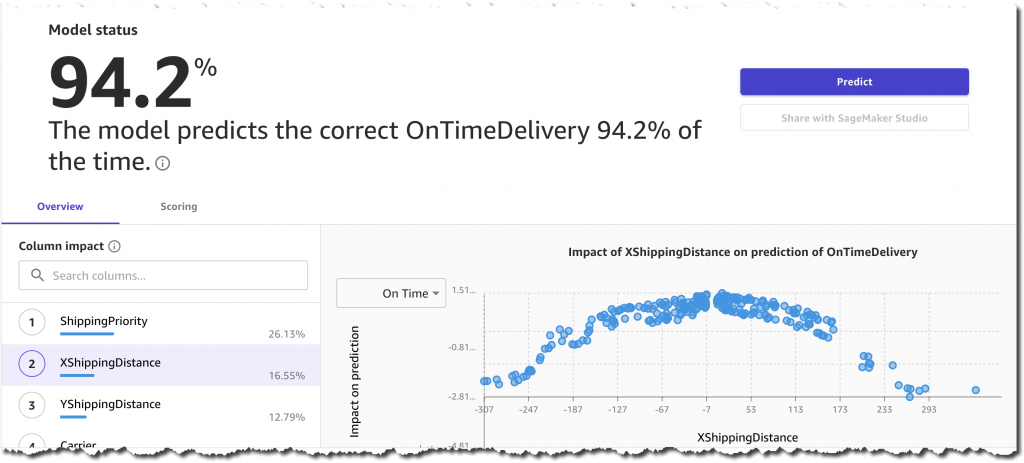 Model status
94.2%
The model predicts the correct OnTimeDelivery 94.2% of
the time.
Predict
Share with SageMaker Studio
Overview
Scoring
Column impact
Search columns...
1
ShippingPriority
26.13%
2
XShippingDistance
16.55%
3
YShippingDistance
12.79%
4
Carrier
Impact of XShippingDistance on prediction of OnTimeDelivery
On Time
Impact on prediction
1.51...
-0.81...
-2.81...
-4.81...
-307 -247 -187 -127 -67 -7 53 113 173 233 293
XShippingDistance